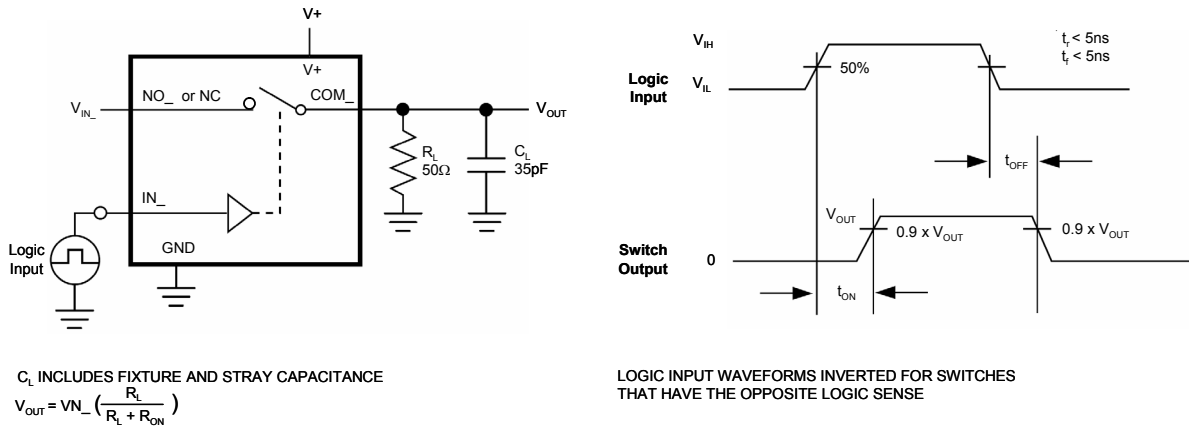 V+
V+
NO_ or NC
COM_
V_IN_
V_OUT
R_L
50Ω
C_L
35pF
IN_
Logic
Input
GND
C_L INCLUDES FIXTURE AND STRAY CAPACITANCE
V_OUT = VN_ (R_L / R_L + R_ON)
V_IH
V_IL
Logic
Input
50%
t_r < 5ns
t_f < 5ns
t_OFF
V_OUT
0.9 x V_OUT
0.9 x V_OUT
Switch
Output
0
t_ON
LOGIC INPUT WAVEFORMS INVERTED FOR SWITCHES
THAT HAVE THE OPPOSITE LOGIC SENSE